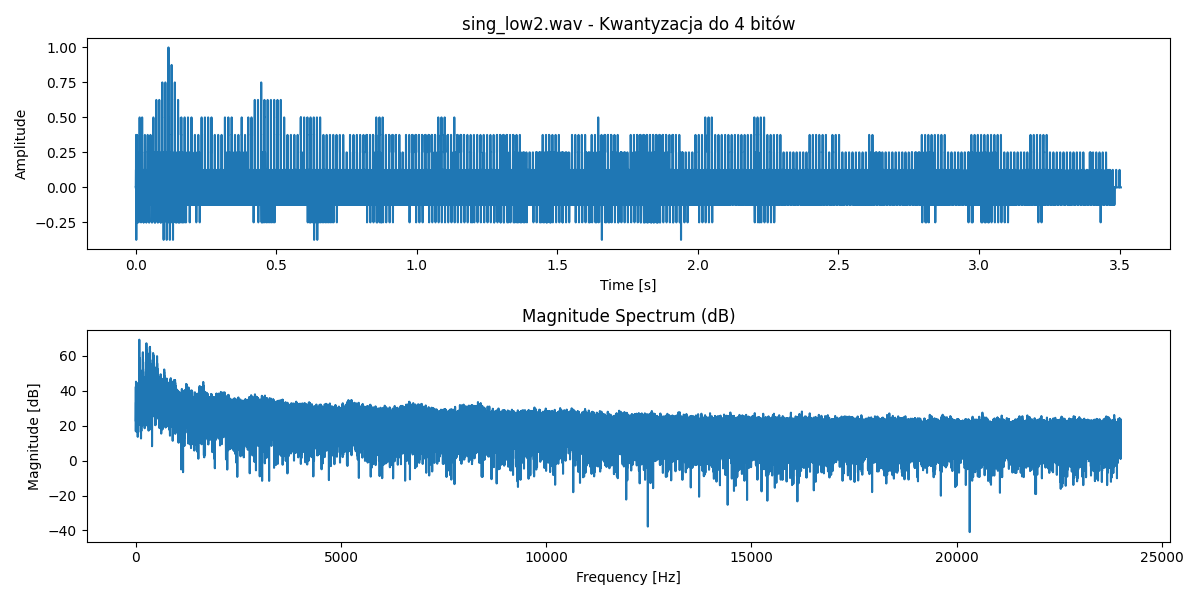 sing_low2.wav - Kwantyzacja do 4 bitów
1.00
0.75
0.50
0.25
0.00
−0.25
Amplitude
0.0 0.5 1.0 1.5 2.0 2.5 3.0 3.5
Time [s]
Magnitude Spectrum (dB)
60
40
20
0
−20
−40
Magnitude [dB]
0 5000 10000 15000 20000 25000
Frequency [Hz]